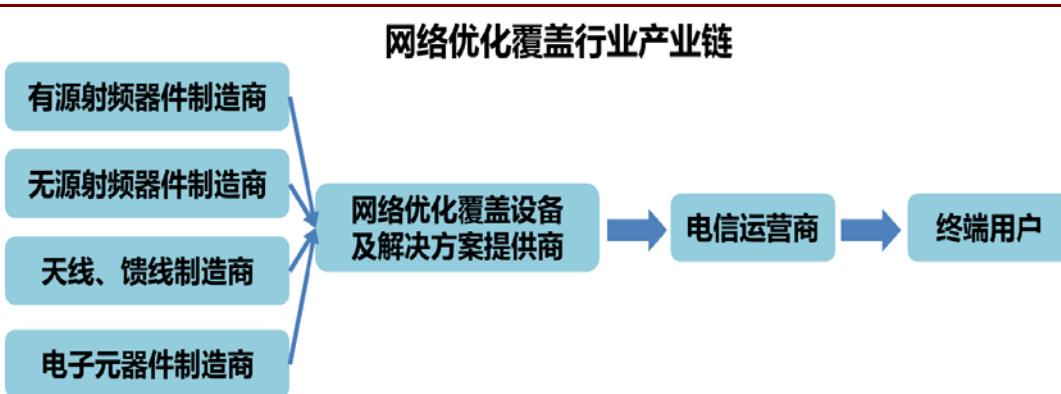 网络优化覆盖行业产业链
有源射频器件制造商
无源射频器件制造商
天线、馈线制造商
电子元器件制造商
网络优化覆盖设备
及解决方案提供商
电信运营商
终端用户